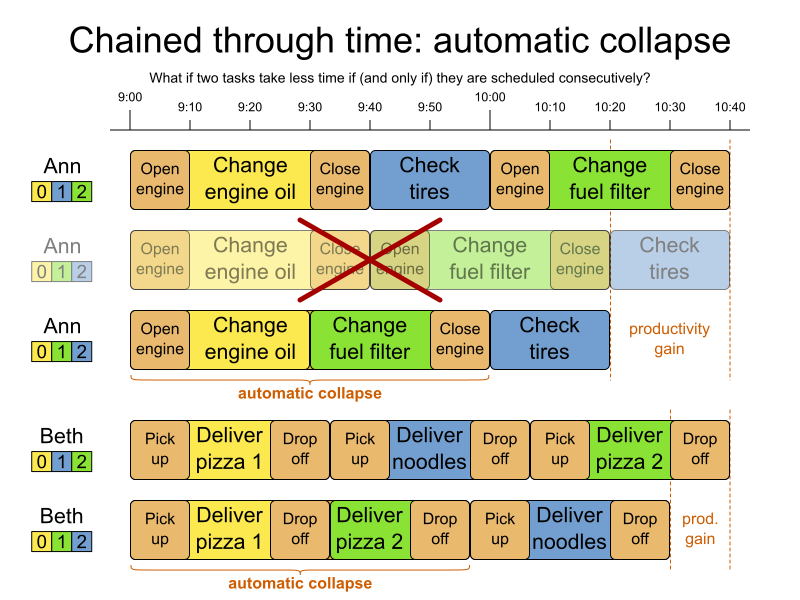 Chained through time: automatic collapse
What if two tasks take less time if (and only if) they are scheduled consecutively?
9:00 9:10 9:20 9:30 9:40 9:50 10:00 10:10 10:20 10:30 10:40
Ann
0 1 2
Open engine
Change engine oil
Close engine
Check tires
Open engine
Change fuel filter
Close engine
Ann
0 1 2
Open engine
Change engine oil
Close engine
Open engine
Change fuel filter
Close engine
Check tires
Ann
0 1 2
Open engine
Change engine oil
Change fuel filter
Close engine
Check tires
productivity gain
automatic collapse
Beth
0 1 2
Pick up
Deliver pizza 1
Drop off
Pick up
Deliver noodles
Drop off
Pick up
Deliver pizza 2
Drop off
Beth
0 1 2
Pick up
Deliver pizza 1
Drop off
Deliver pizza 2
Drop off
Pick up
Deliver noodles
Drop off
prod. gain
automatic collapse